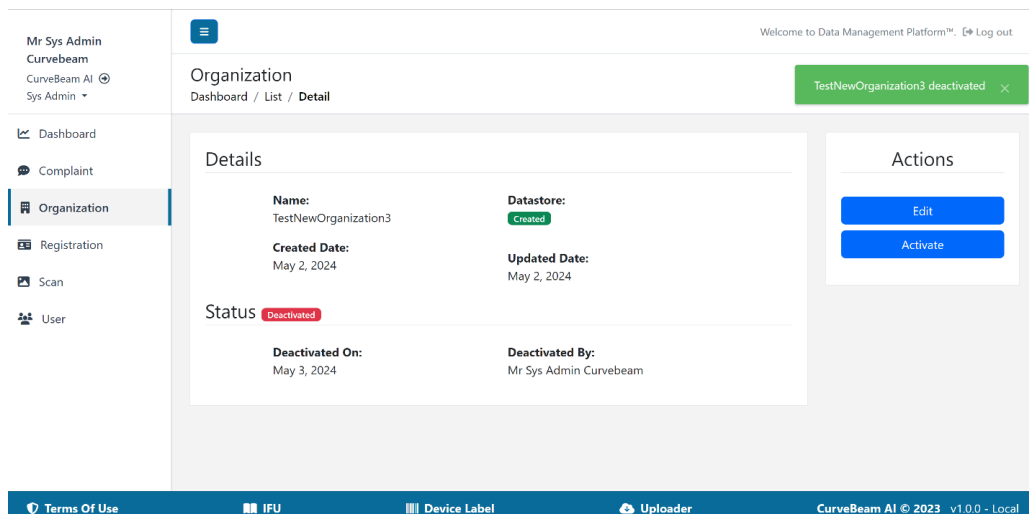 Mr Sys Admin
Curvebeam
CurveBeam AI
Sys Admin
Dashboard
Complaint
Organization
Registration
Scan
User
Welcome to Data Management Platform™. Log out
Organization
Dashboard / List / Detail
TestNewOrganization3 deactivated ×
Details
Name:
TestNewOrganization3
Datastore:
Created
Created Date:
May 2, 2024
Updated Date:
May 2, 2024
Status Deactivated
Deactivated On:
May 3, 2024
Deactivated By:
Mr Sys Admin Curvebeam
Actions
Edit
Activate
Terms Of Use IFU Device Label Uploader CurveBeam AI © 2023 v1.0.0 - Local